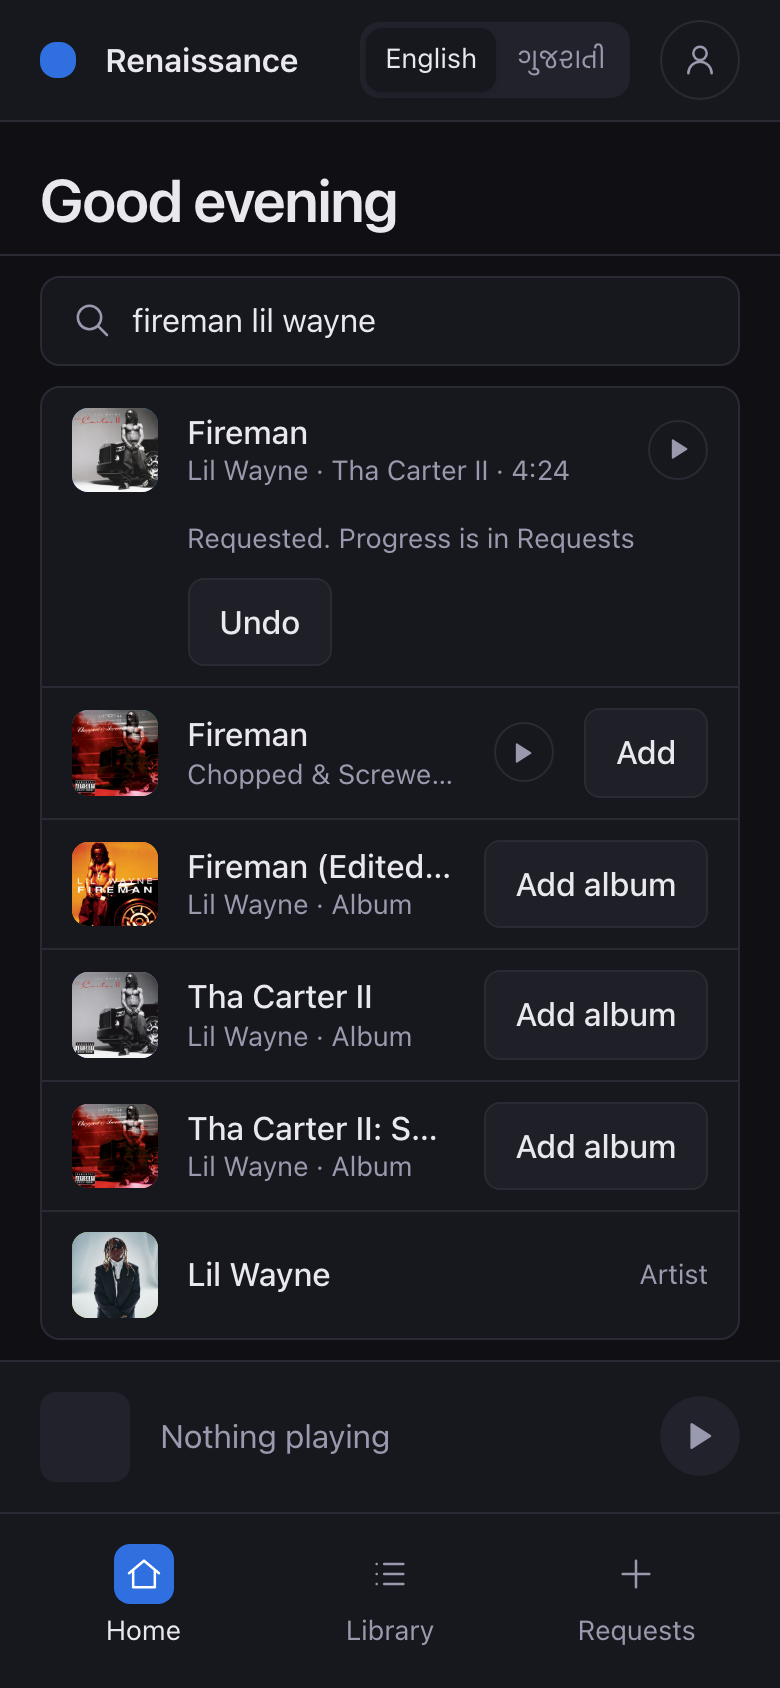 Renaissance
English
ગુજરાતી
Good evening
fireman lil wayne
Fireman
Lil Wayne · Tha Carter II · 4:24
Requested. Progress is in Requests
Undo
Fireman
Chopped & Screwe...
Add
Fireman (Edited...
Lil Wayne · Album
Add album
Tha Carter II
Lil Wayne · Album
Add album
Tha Carter II: S...
Lil Wayne · Album
Add album
Lil Wayne
Artist
Nothing playing
Home
Library
Requests